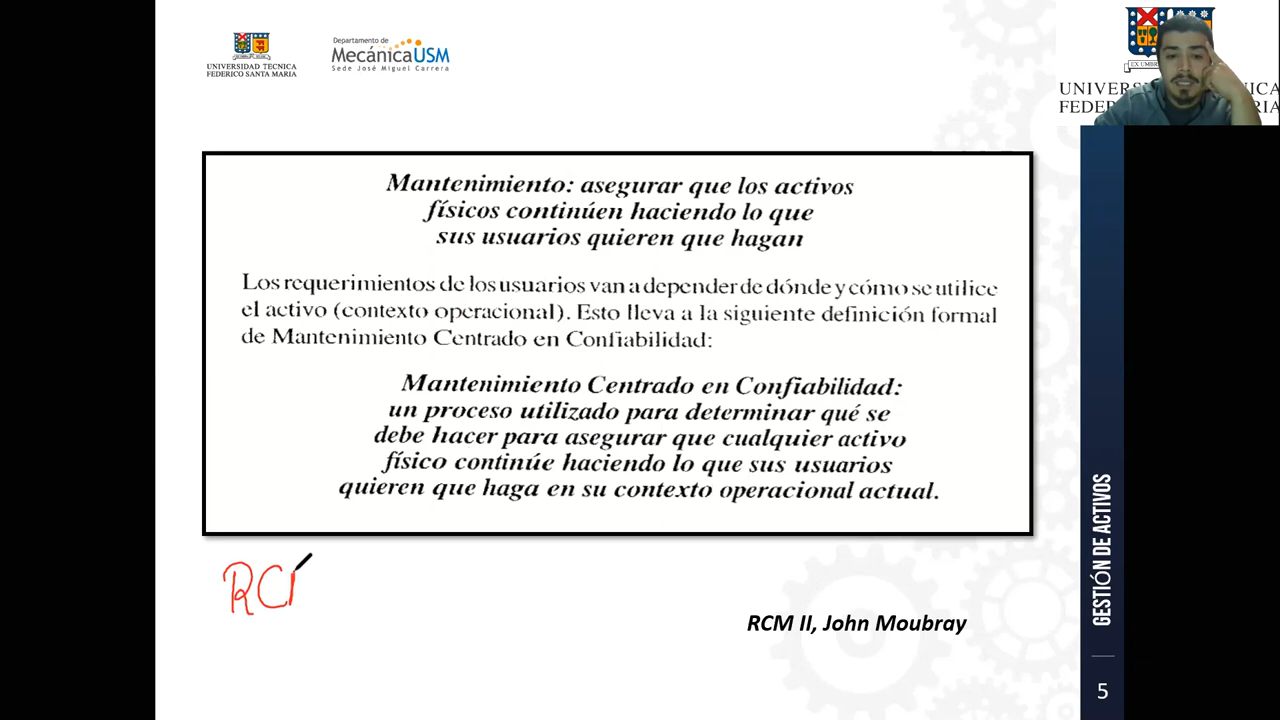 UNIVERSIDAD TECNICA
FEDERICO SANTA MARIA
Departamento de
MecánicaUSM
Sede José Miguel Carrera
Mantenimiento: asegurar que los activos
físicos continúen haciendo lo que
sus usuarios quieren que hagan
Los requerimientos de los usuarios van a depender de dónde y cómo se utilice
el activo (contexto operacional). Esto lleva a la siguiente definición formal
de Mantenimiento Centrado en Confiabilidad:
Mantenimiento Centrado en Confiabilidad:
un proceso utilizado para determinar qué se
debe hacer para asegurar que cualquier activo
físico continúe haciendo lo que sus usuarios
quieren que haga en su contexto operacional actual.
RC
RCM II, John Moubray
GESTIÓN DE ACTIVOS
5